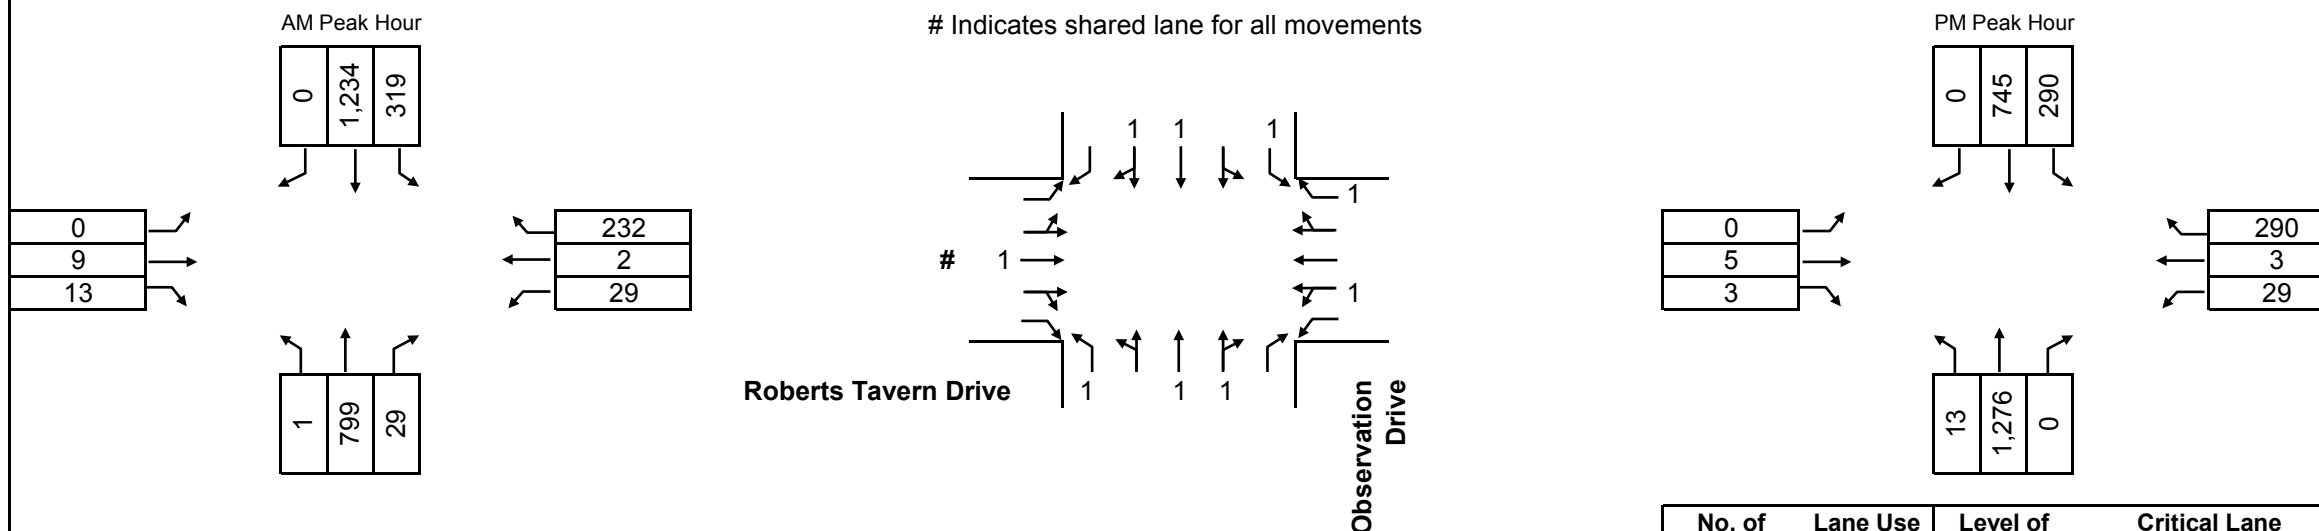 AM Peak Hour
# Indicates shared lane for all movements
PM Peak Hour
0 1,234 319
0 745 290
1 1 1
1
0
9
13
232
2
29
# 1
1
0
5
3
290
3
29
Roberts Tavern Drive
1 1 1
Observation
Drive
1 799 29
13 1,276 0
No. of Lane Use Level of Critical Lane